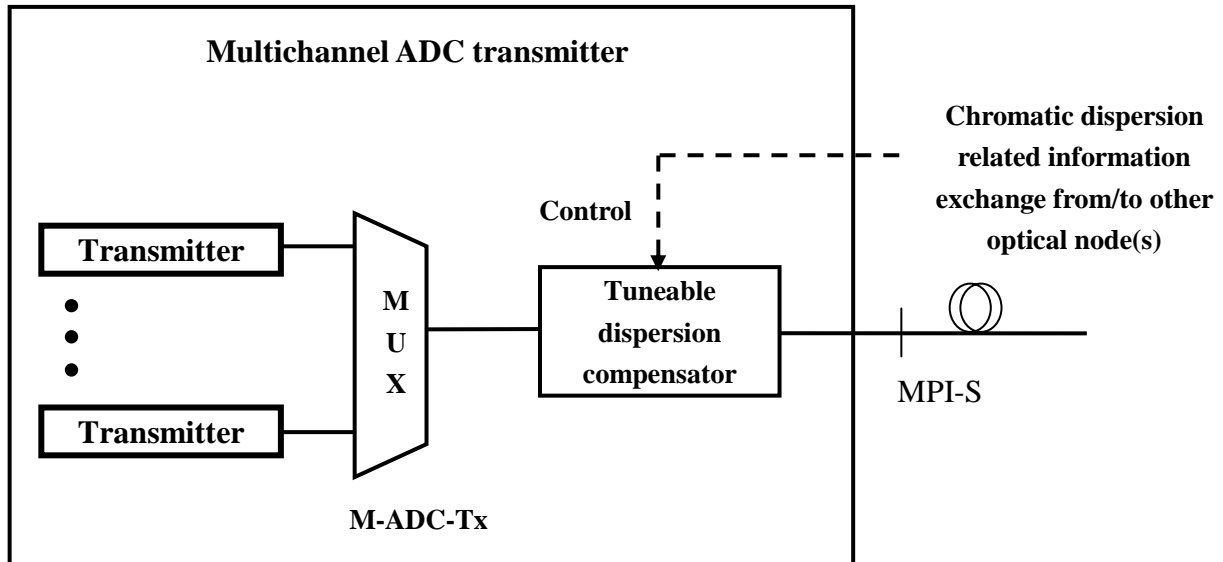 Multichannel ADC transmitter
Chromatic dispersion
related information
exchange from/to other
optical node(s)
Control
Transmitter
Tuneable
dispersion
compensator
M
U
X
MPI-S
Transmitter
M-ADC-Tx